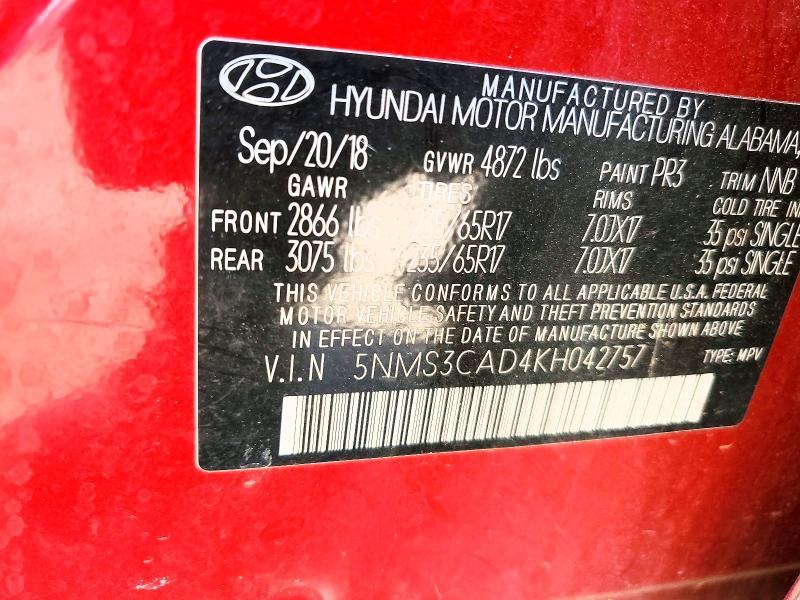 MANUFACTURED BY
HYUNDAI MOTOR MANUFACTURING ALABAMA,
Sep/20/18 GVWR 4872 lbs PAINT PR3 TRIM NNB
GAWR TIRES RIMS COLD TIRE IN
FRONT 2866 lbs 235/65R17 7.0JX17 35 psi SINGLE
REAR 3075 lbs 235/65R17 7.0JX17 35 psi SINGLE
THIS VEHICLE CONFORMS TO ALL APPLICABLE U.S.A. FEDERAL
MOTOR VEHICLE SAFETY AND THEFT PREVENTION STANDARDS
IN EFFECT ON THE DATE OF MANUFACTURE SHOWN ABOVE
V.I.N 5NMS3CAD4KH042757 TYPE: MPV